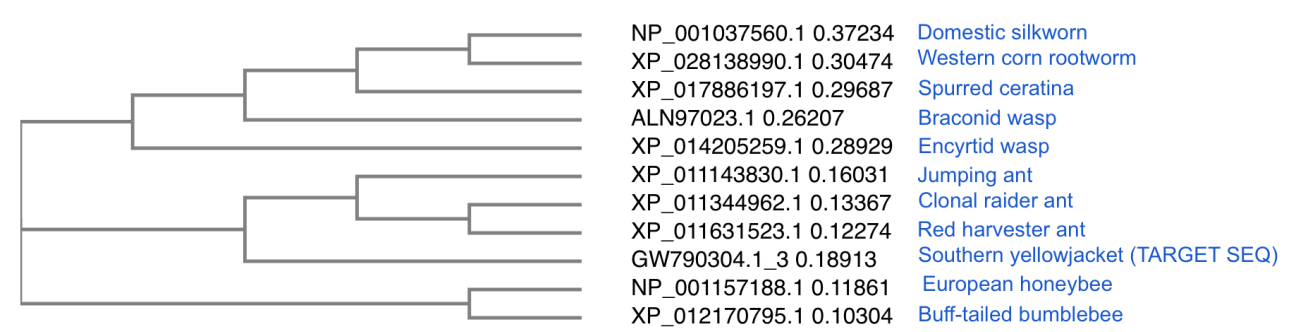 NP_001037560.1 0.37234 Domestic silkworn
XP_028138990.1 0.30474 Western corn rootworm
XP_017886197.1 0.29687 Spurred ceratina
ALN97023.1 0.26207 Braconid wasp
XP_014205259.1 0.28929 Encyrtid wasp
XP_011143830.1 0.16031 Jumping ant
XP_011344962.1 0.13367 Clonal raider ant
XP_011631523.1 0.12274 Red harvester ant
GW790304.1_3 0.18913 Southern yellowjacket (TARGET SEQ)
NP_001157188.1 0.11861 European honeybee
XP_012170795.1 0.10304 Buff-tailed bumblebee